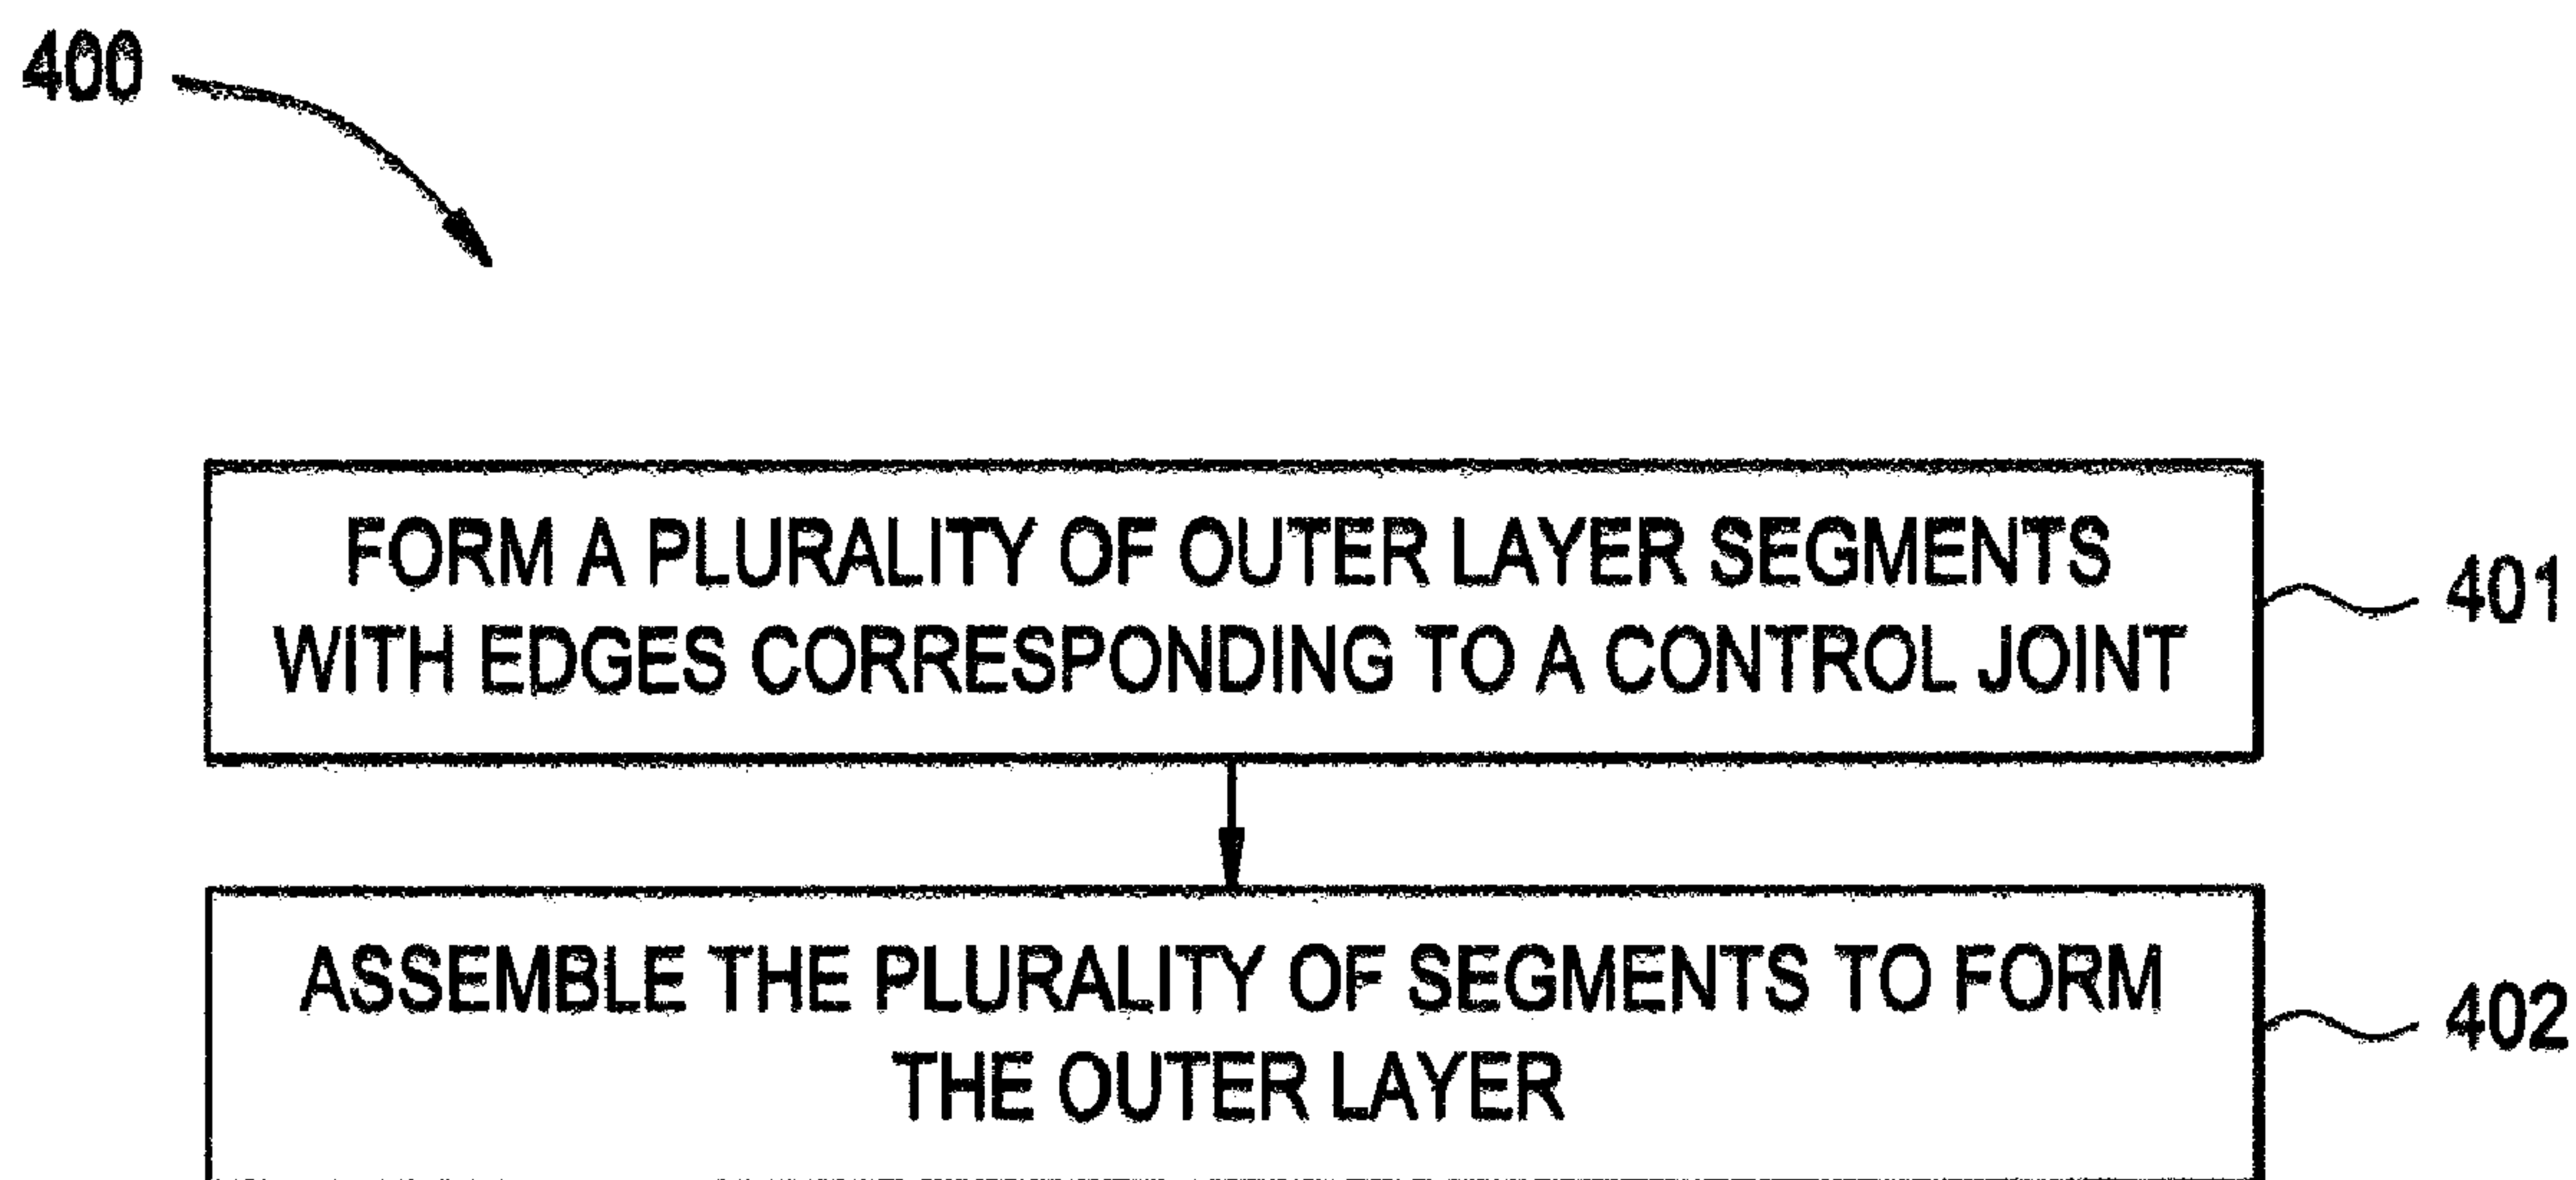 400
FORM A PLURALITY OF OUTER LAYER SEGMENTS
WITH EDGES CORRESPONDING TO A CONTROL JOINT
401
ASSEMBLE THE PLURALITY OF SEGMENTS TO FORM
THE OUTER LAYER
402